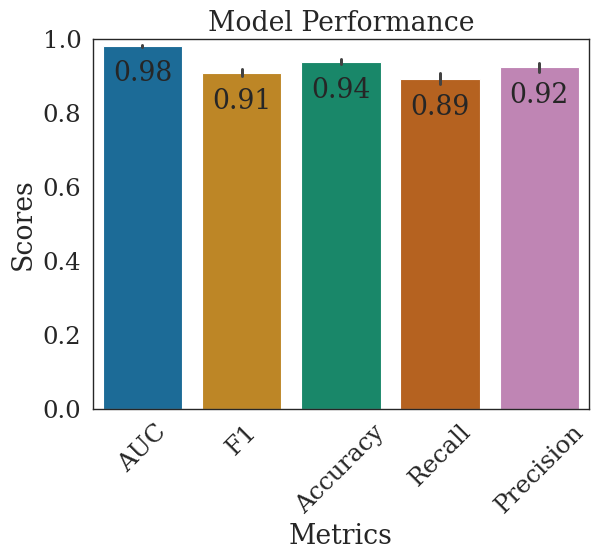 Model Performance
1.0
0.8
0.6
0.4
0.2
0.0
Scores
0.98
0.91
0.94
0.89
0.92
AUC
F1
Accuracy
Recall
Precision
Metrics